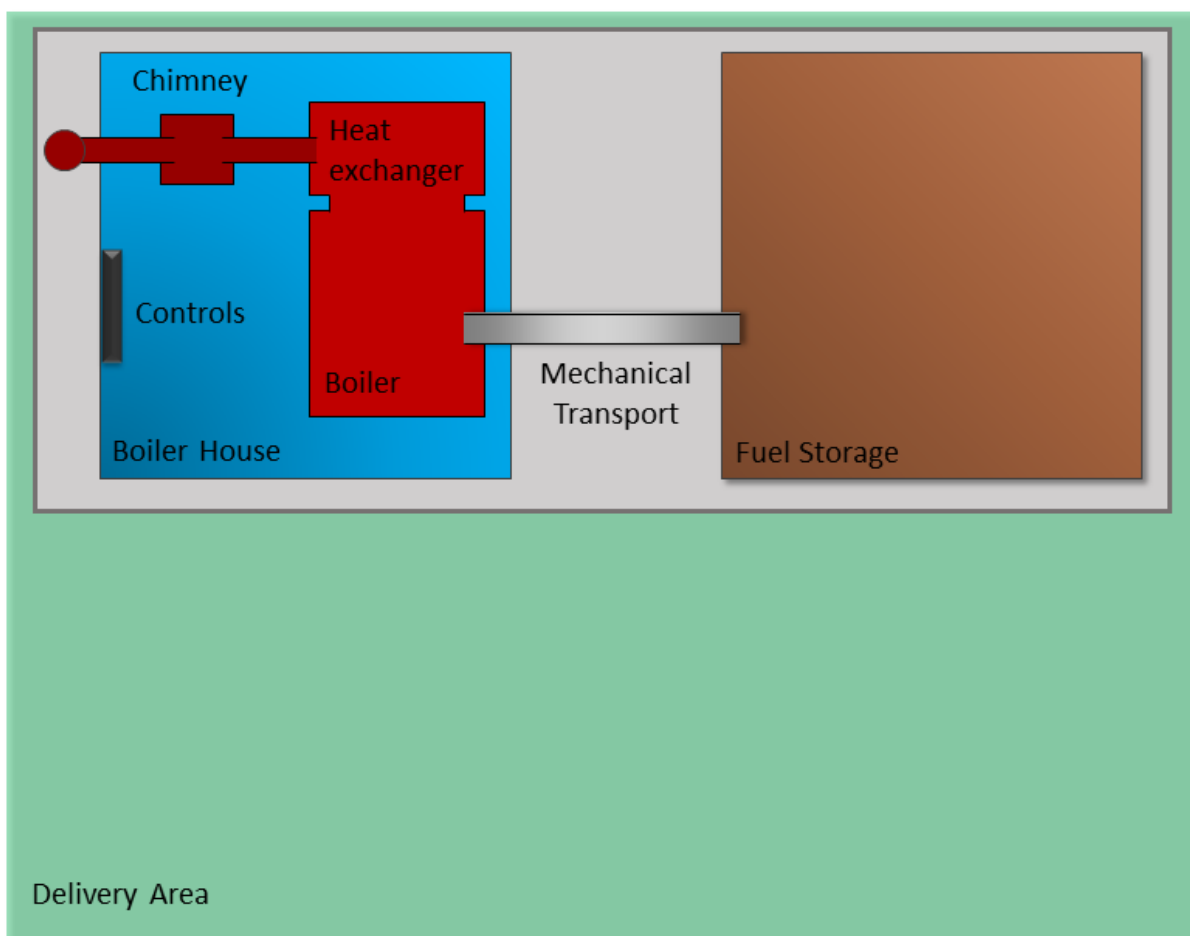 Chimney
Heat
exchanger
Controls
Boiler
Mechanical
Transport
Boiler House
Fuel Storage
Delivery Area